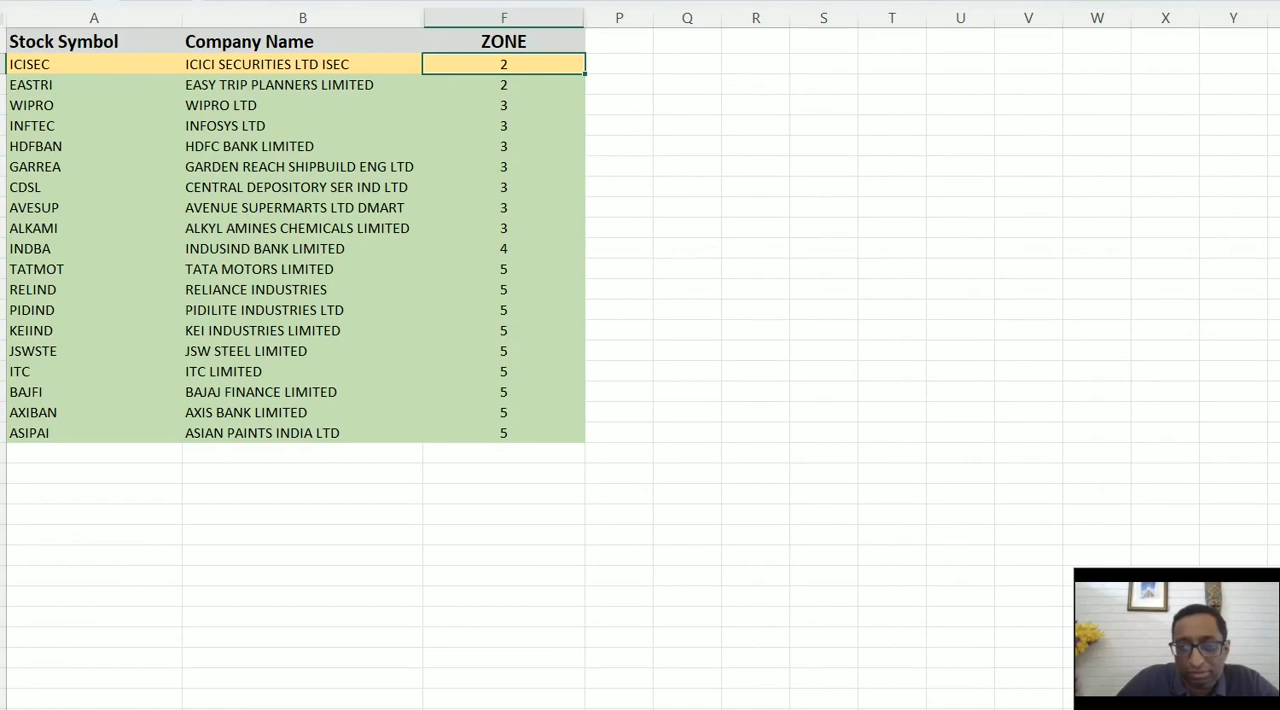 A B F P Q R S T U V W X Y
Stock Symbol Company Name ZONE
ICISEC ICICI SECURITIES LTD ISEC 2
EASTRI EASY TRIP PLANNERS LIMITED 2
WIPRO WIPRO LTD 3
INFTEC INFOSYS LTD 3
HDFBAN HDFC BANK LIMITED 3
GARREA GARDEN REACH SHIPBUILD ENG LTD 3
CDSL CENTRAL DEPOSITORY SER IND LTD 3
AVESUP AVENUE SUPERMARTS LTD DMART 3
ALKAMI ALKYL AMINES CHEMICALS LIMITED 3
INDBA INDUSIND BANK LIMITED 4
TATMOT TATA MOTORS LIMITED 5
RELIND RELIANCE INDUSTRIES 5
PIDIND PIDILITE INDUSTRIES LTD 5
KEIIND KEI INDUSTRIES LIMITED 5
JSWSTE JSW STEEL LIMITED 5
ITC ITC LIMITED 5
BAJFI BAJAJ FINANCE LIMITED 5
AXIBAN AXIS BANK LIMITED 5
ASIPAI ASIAN PAINTS INDIA LTD 5